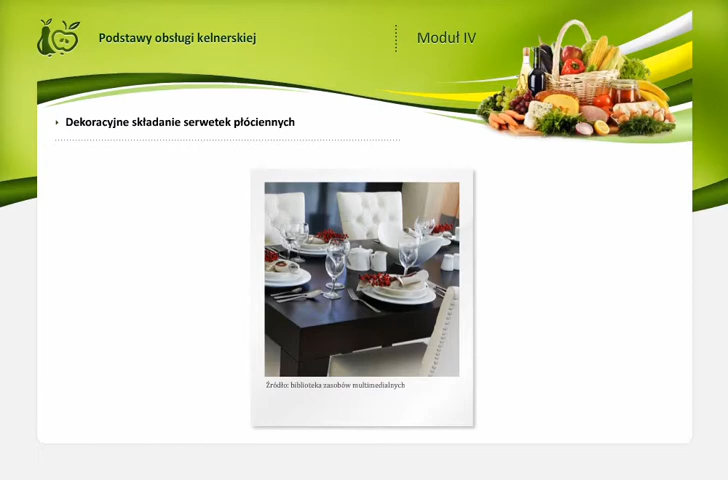 Podstawy obsługi kelnerskiej
Moduł IV
Dekoracyjne składanie serwetek płóciennych
Źródło: biblioteka zasobów multimedialnych